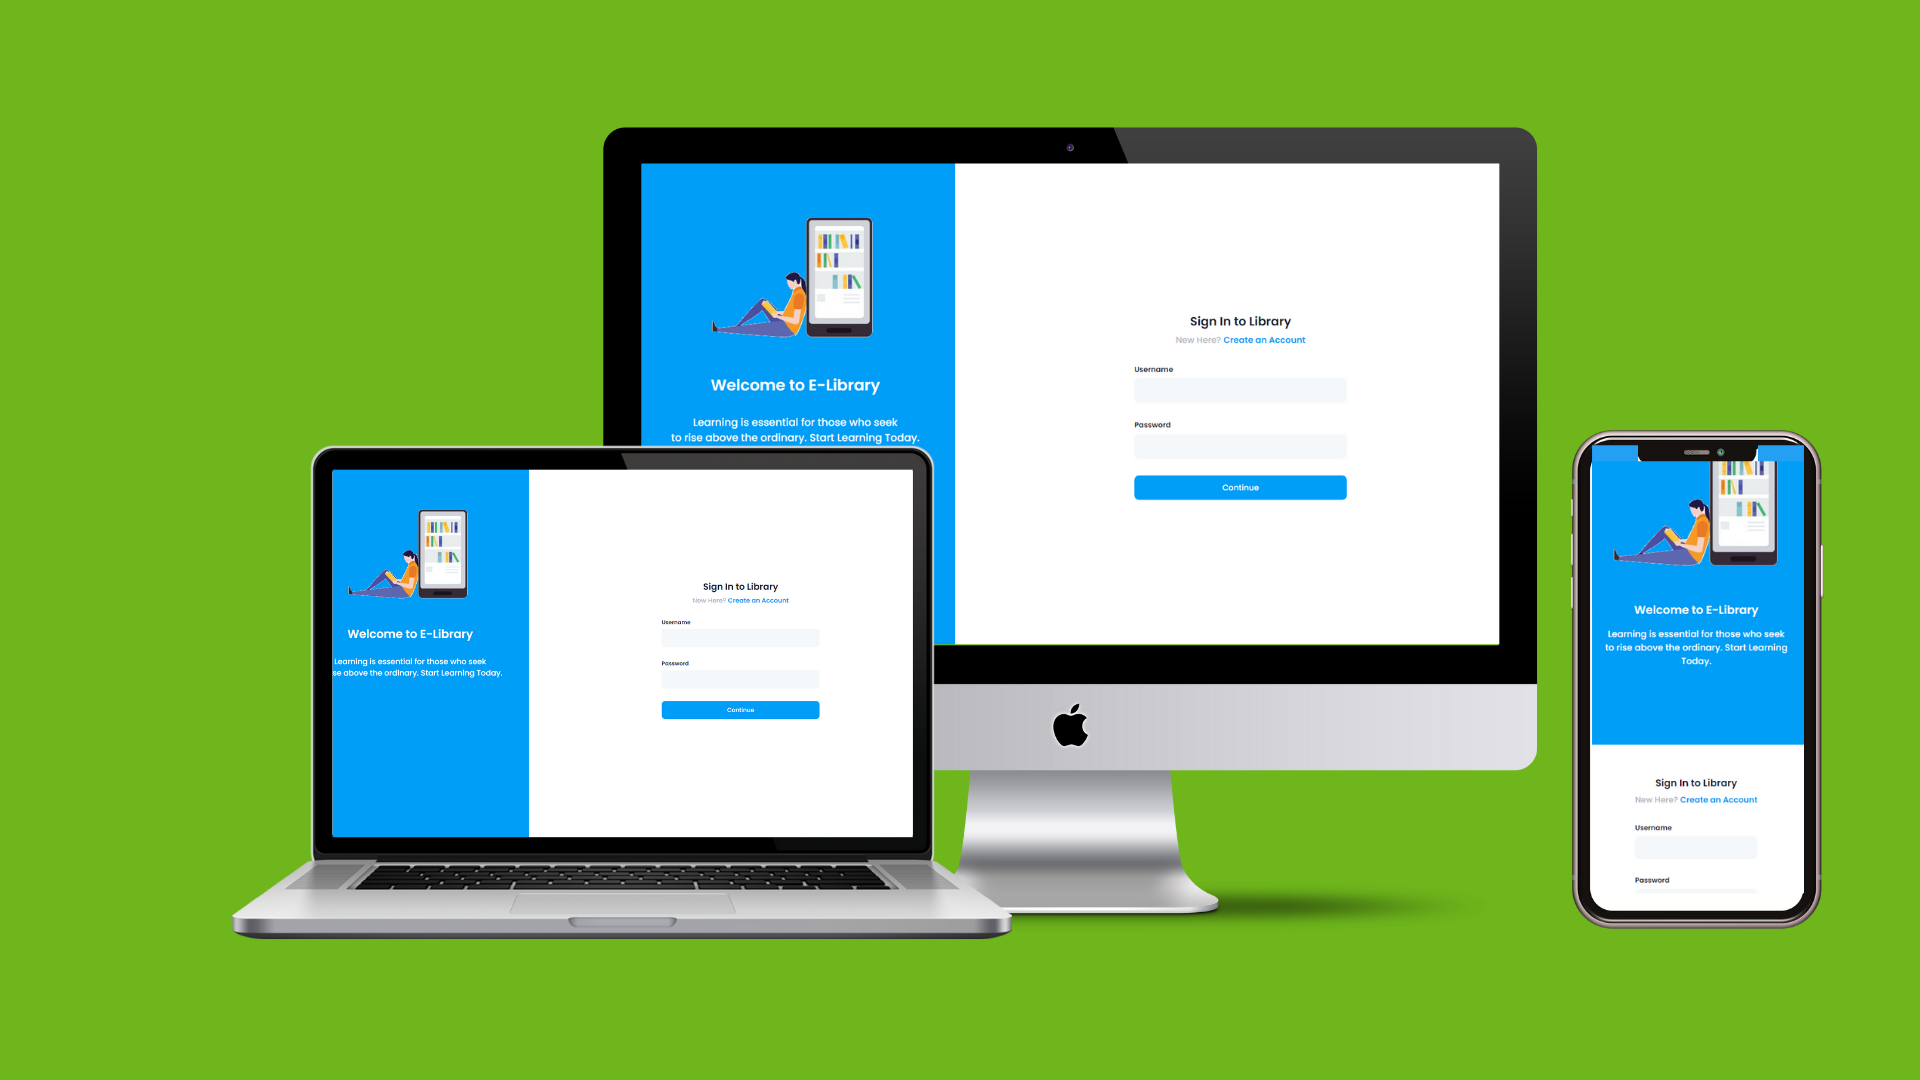 Welcome to E-Library
Learning is essential for those who seek
to rise above the ordinary. Start Learning Today.
Sign In to Library
New Here? Create an Account
Username
Password
Continue
Welcome to E-Library
Learning is essential for those who seek
se above the ordinary. Start Learning Today.
Sign In to Library
New Here? Create an Account
Username
Password
Continue
Welcome to E-Library
Learning is essential for those who seek
to rise above the ordinary. Start Learning
Today.
Sign In to Library
New Here? Create an Account
Username
Password